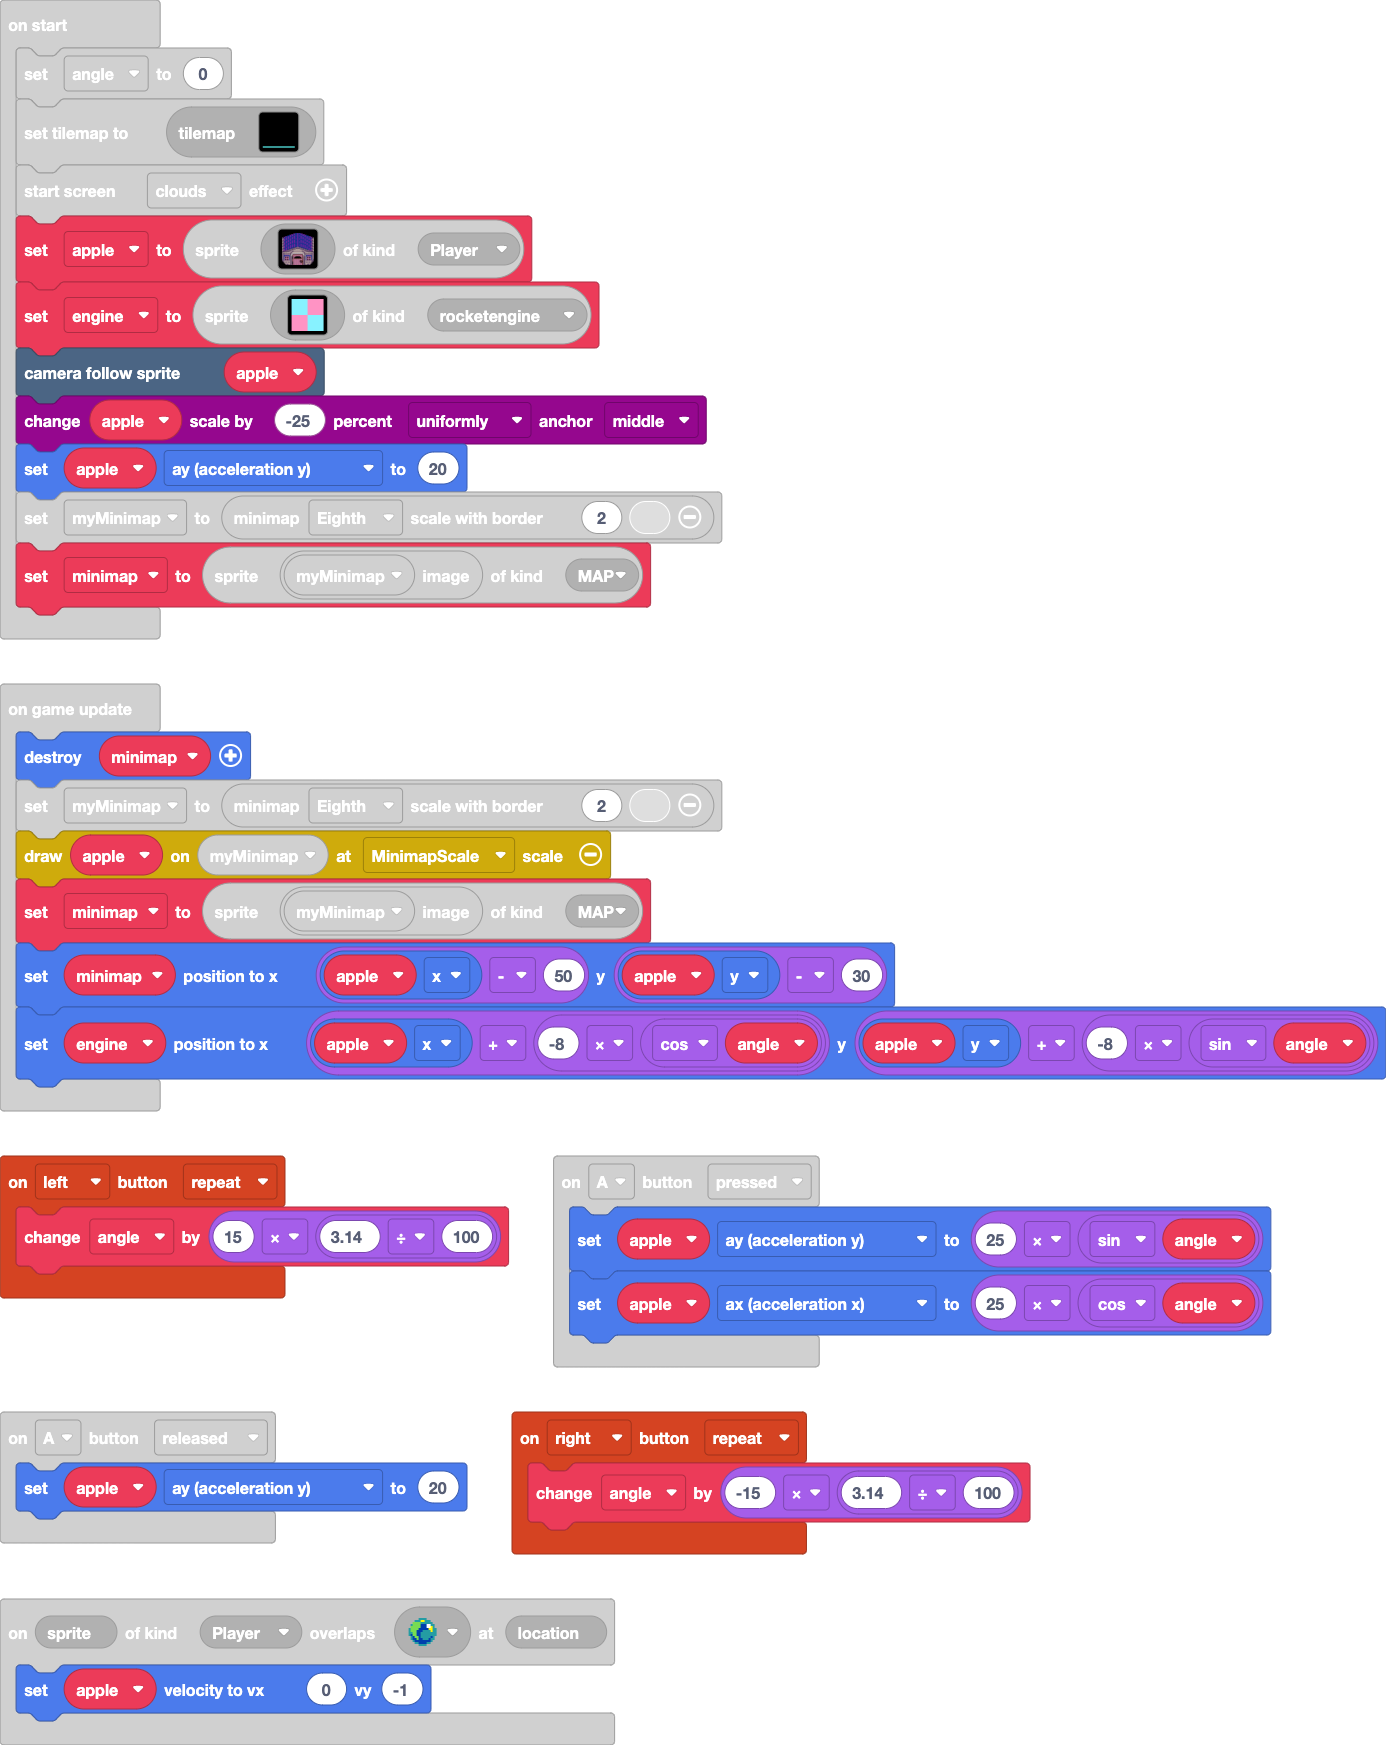 on start
set angle to 0
set tilemap to tilemap
start screen clouds effect
set apple to sprite of kind Player
set engine to sprite of kind rocketengine
camera follow sprite apple
change apple scale by -25 percent uniformly anchor middle
set apple ay (acceleration y) to 20
set myMinimap to minimap Eighth scale with border 2
set minimap to sprite myMinimap image of kind MAP
on game update
destroy minimap
set myMinimap to minimap Eighth scale with border 2
draw apple on myMinimap at MinimapScale scale
set minimap to sprite myMinimap image of kind MAP
set minimap position to x apple x - 50 y apple y - 30
set engine position to x apple x + -8 × cos angle y apple y + -8 × sin angle
on left button repeat
change angle by 15 × 3.14 ÷ 100
on A button pressed
set apple ay (acceleration y) to 25 × sin angle
set apple ax (acceleration x) to 25 × cos angle
on A button released
set apple ay (acceleration y) to 20
on right button repeat
change angle by -15 × 3.14 ÷ 100
on sprite of kind Player overlaps at location
set apple velocity to vx 0 vy -1